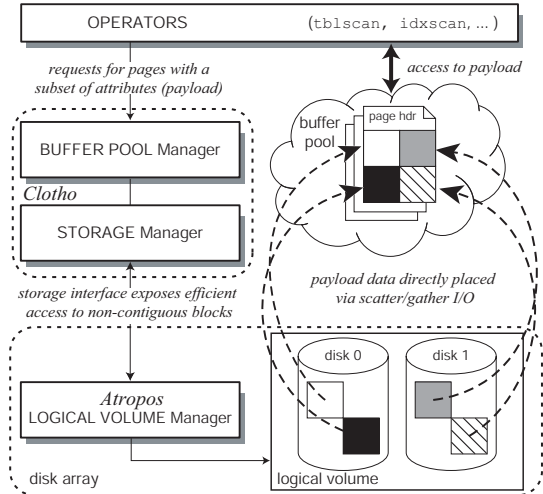 OPERATORS (tblscan, idxscan, ... )
requests for pages with a
subset of attributes (payload)
access to payload
BUFFER POOL Manager
Clotho
STORAGE Manager
buffer
pool
page hdr
storage interface exposes efficient
access to non-contiguous blocks
payload data directly placed
via scatter/gather I/O
Atropos
LOGICAL VOLUME Manager
disk array
disk 0
disk 1
logical volume